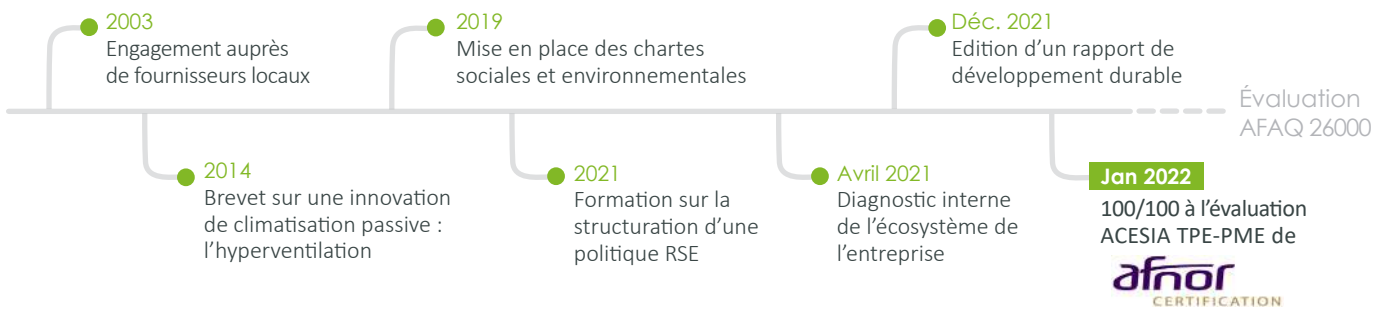 2003
Engagement auprès
de fournisseurs locaux
2014
Brevet sur une innovation
de climatisation passive :
l’hyperventilation
2019
Mise en place des chartes
sociales et environnementales
2021
Formation sur la
structuration d’une
politique RSE
Avril 2021
Diagnostic interne
de l’écosystème de
l’entreprise
Déc. 2021
Edition d’un rapport de
développement durable
Jan 2022
100/100 à l’évaluation
ACESIA TPE-PME de
afnor
CERTIFICATION
Évaluation
AFAQ 26000